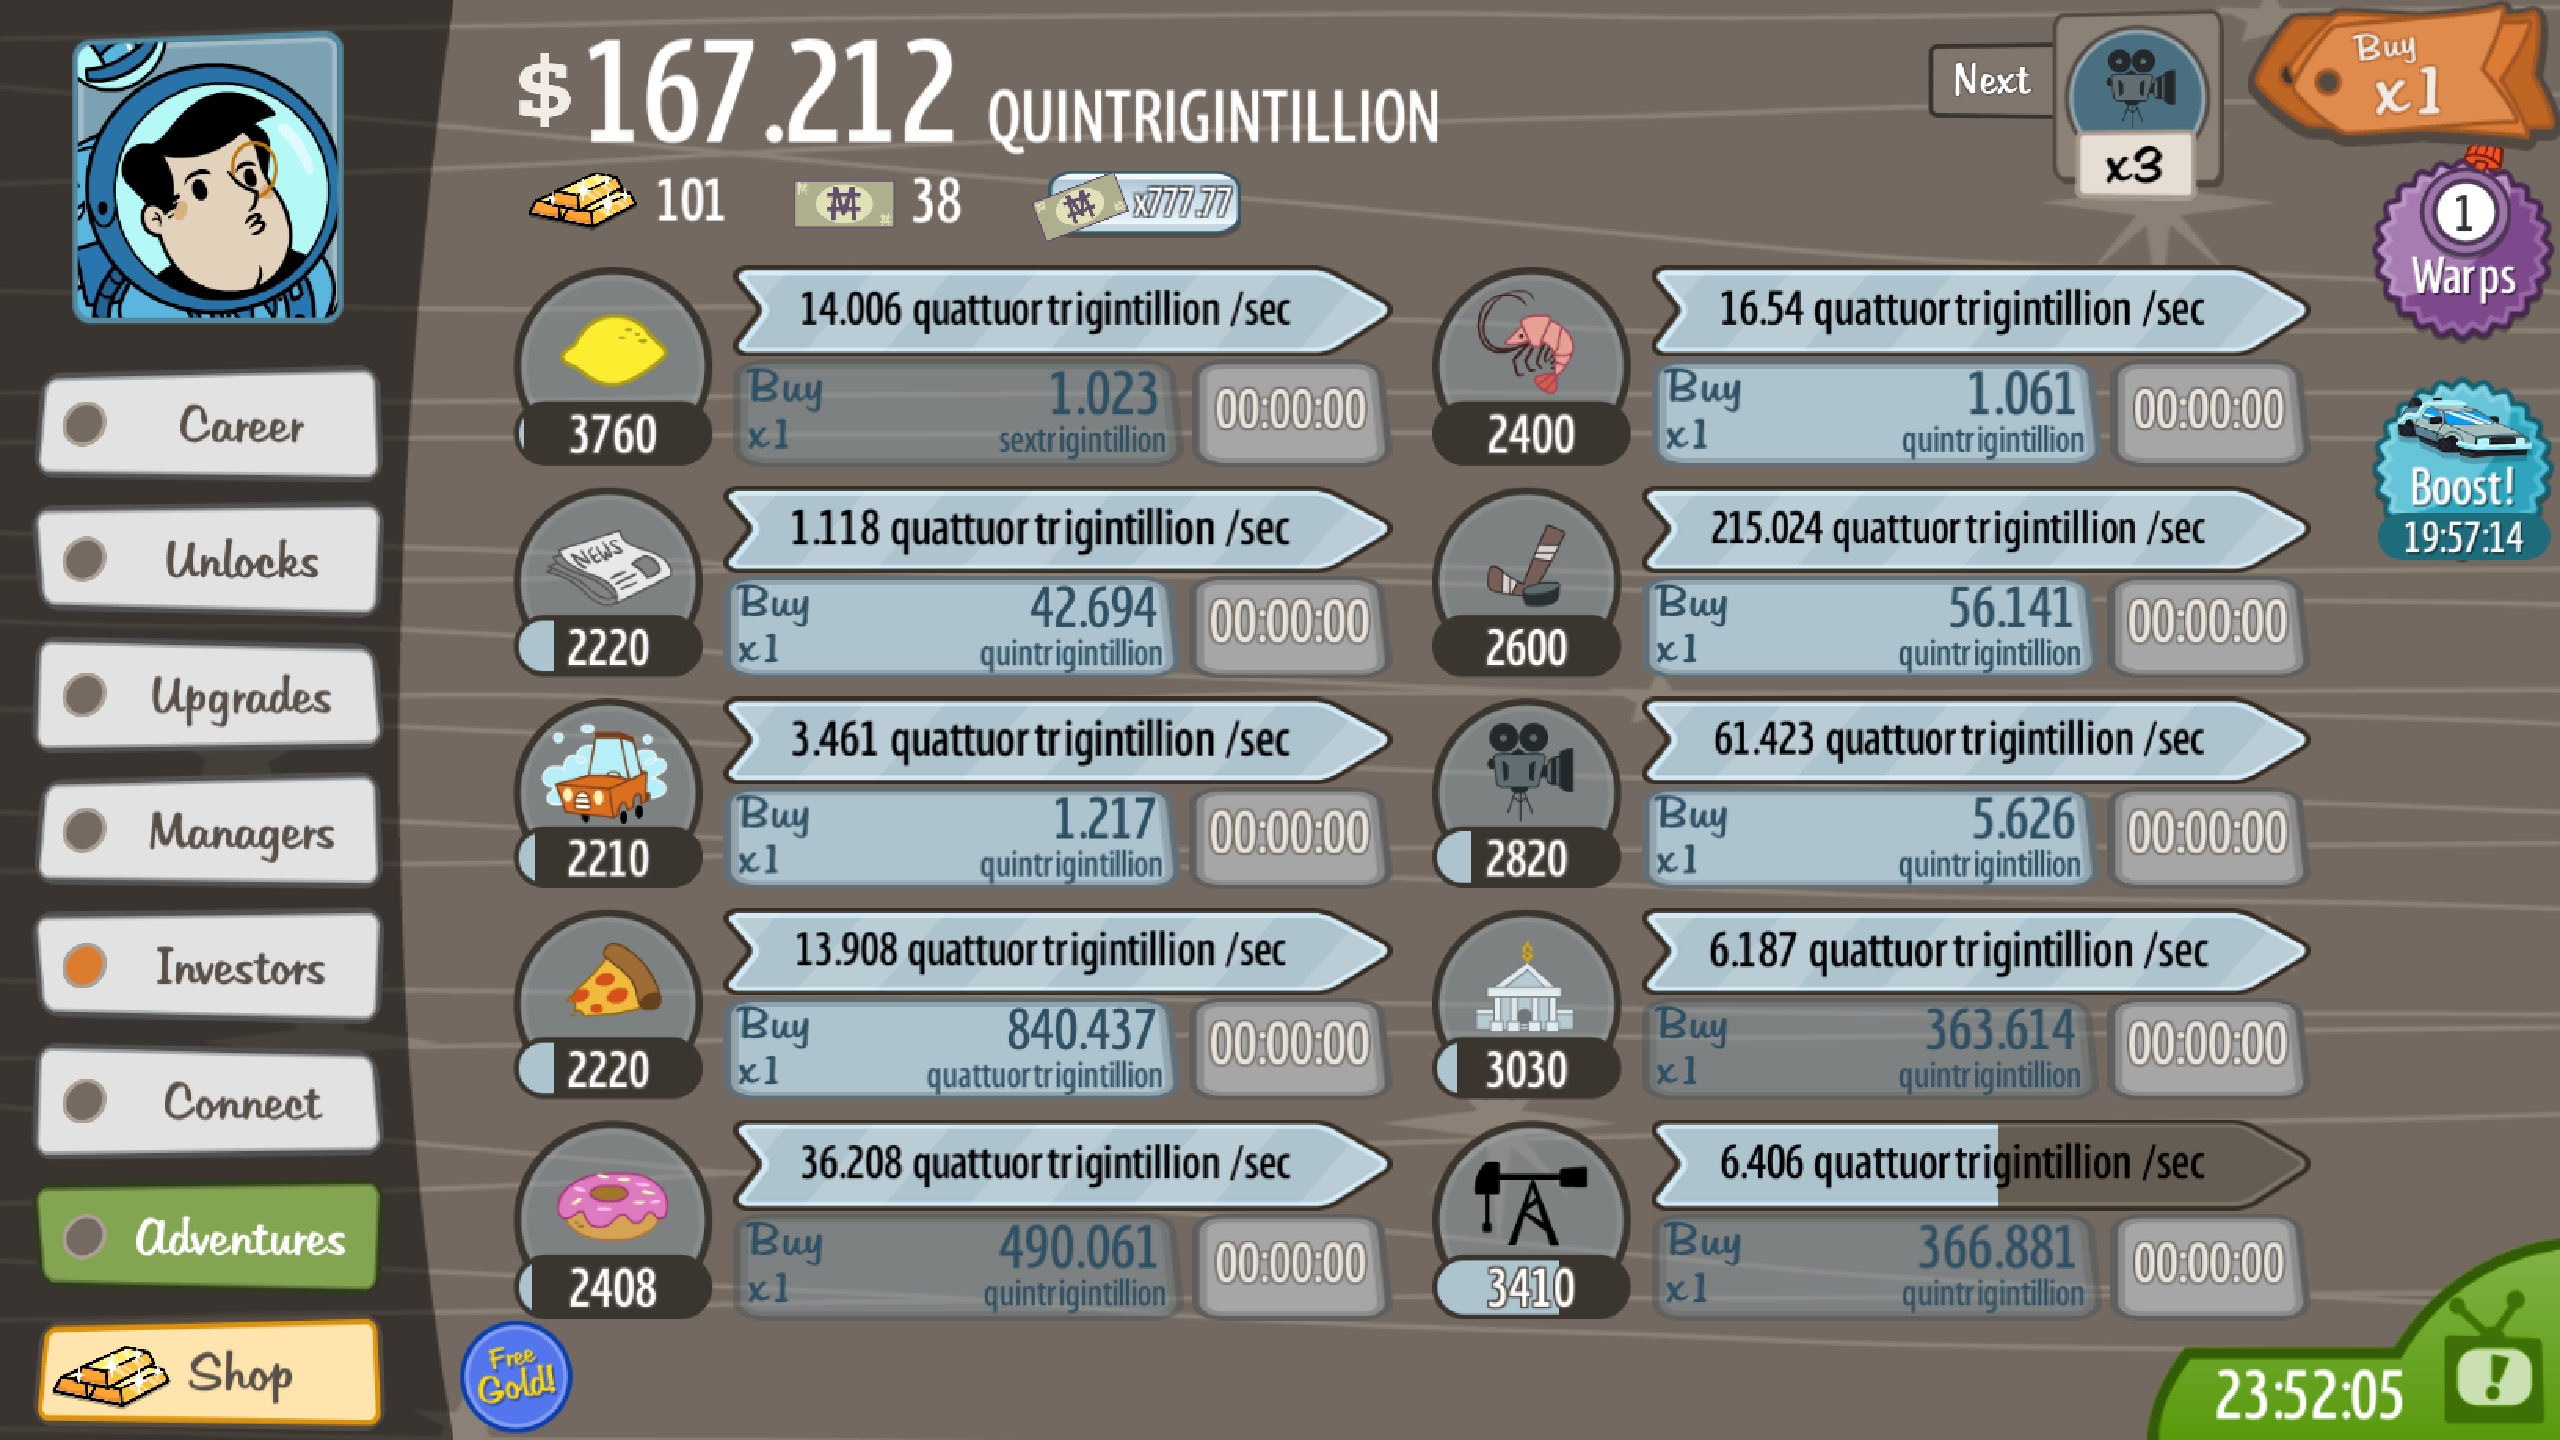 $167.212 QUINTRIGINTILLION
Next
x3
Buy
x1
101
38
x777.77
1
Warps
Boost!
19:57:14
Career
Unlocks
Upgrades
Managers
Investors
Connect
Adventures
Shop
14.006 quattuortrigintillion /sec
3760
Buy
x1
1.023
sextrigintillion
00:00:00
16.54 quattuortrigintillion /sec
2400
Buy
x1
1.061
quintrigintillion
00:00:00
NEWS
1.118 quattuortrigintillion /sec
2220
Buy
x1
42.694
quintrigintillion
00:00:00
215.024 quattuortrigintillion /sec
2600
Buy
x1
56.141
quintrigintillion
00:00:00
3.461 quattuortrigintillion /sec
2210
Buy
x1
1.217
quintrigintillion
00:00:00
61.423 quattuortrigintillion /sec
2820
Buy
x1
5.626
quintrigintillion
00:00:00
13.908 quattuortrigintillion /sec
2220
Buy
x1
840.437
quattuortrigintillion
00:00:00
$
6.187 quattuortrigintillion /sec
3030
Buy
x1
363.614
quintrigintillion
00:00:00
36.208 quattuortrigintillion /sec
2408
Buy
x1
490.061
quintrigintillion
00:00:00
6.406 quattuortrigintillion /sec
3410
Buy
x1
366.881
quintrigintillion
00:00:00
Free
Gold!
23:52:05
!